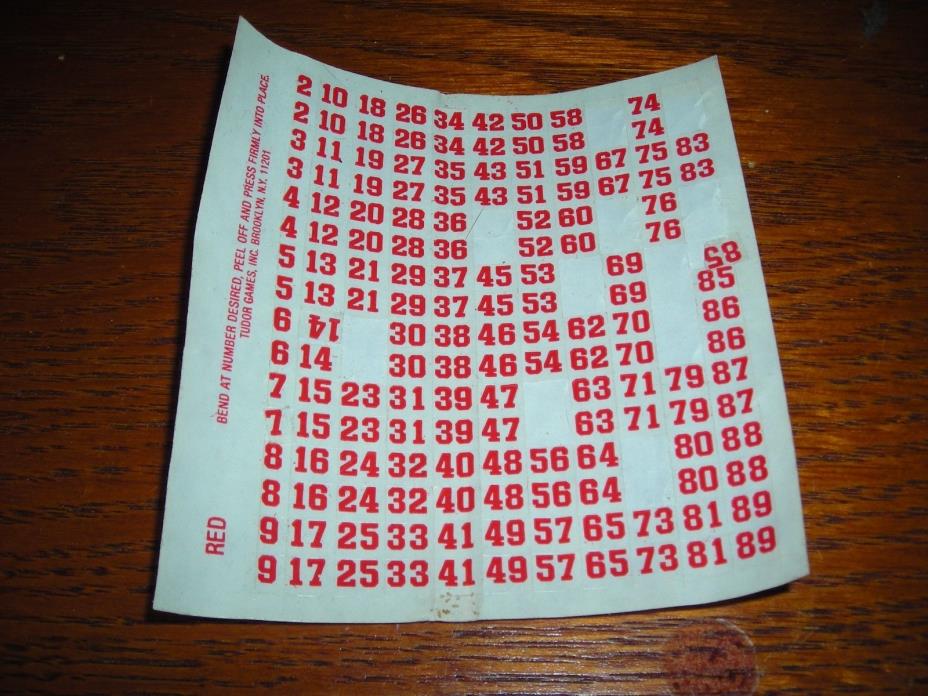 BEND AT NUMBER DESIRED, PEEL OFF AND PRESS FIRMLY INTO PLACE.
TUDOR GAMES, INC. BROOKLYN, N.Y. 11201
RED
2 10 18 26 34 42 50 58 74
2 10 18 26 34 42 50 58 74
3 11 19 27 35 43 51 59 67 75 83
3 11 19 27 35 43 51 59 67 75 83
4 12 20 28 36 52 60 76
4 12 20 28 36 52 60 76
5 13 21 29 37 45 53 69 85
5 13 21 29 37 45 53 69 85
6 14 30 38 46 54 62 70 86
6 14 30 38 46 54 62 70 86
7 15 23 31 39 47 63 71 79 87
7 15 23 31 39 47 63 71 79 87
8 16 24 32 40 48 56 64 80 88
8 16 24 32 40 48 56 64 80 88
9 17 25 33 41 49 57 65 73 81 89
9 17 25 33 41 49 57 65 73 81 89